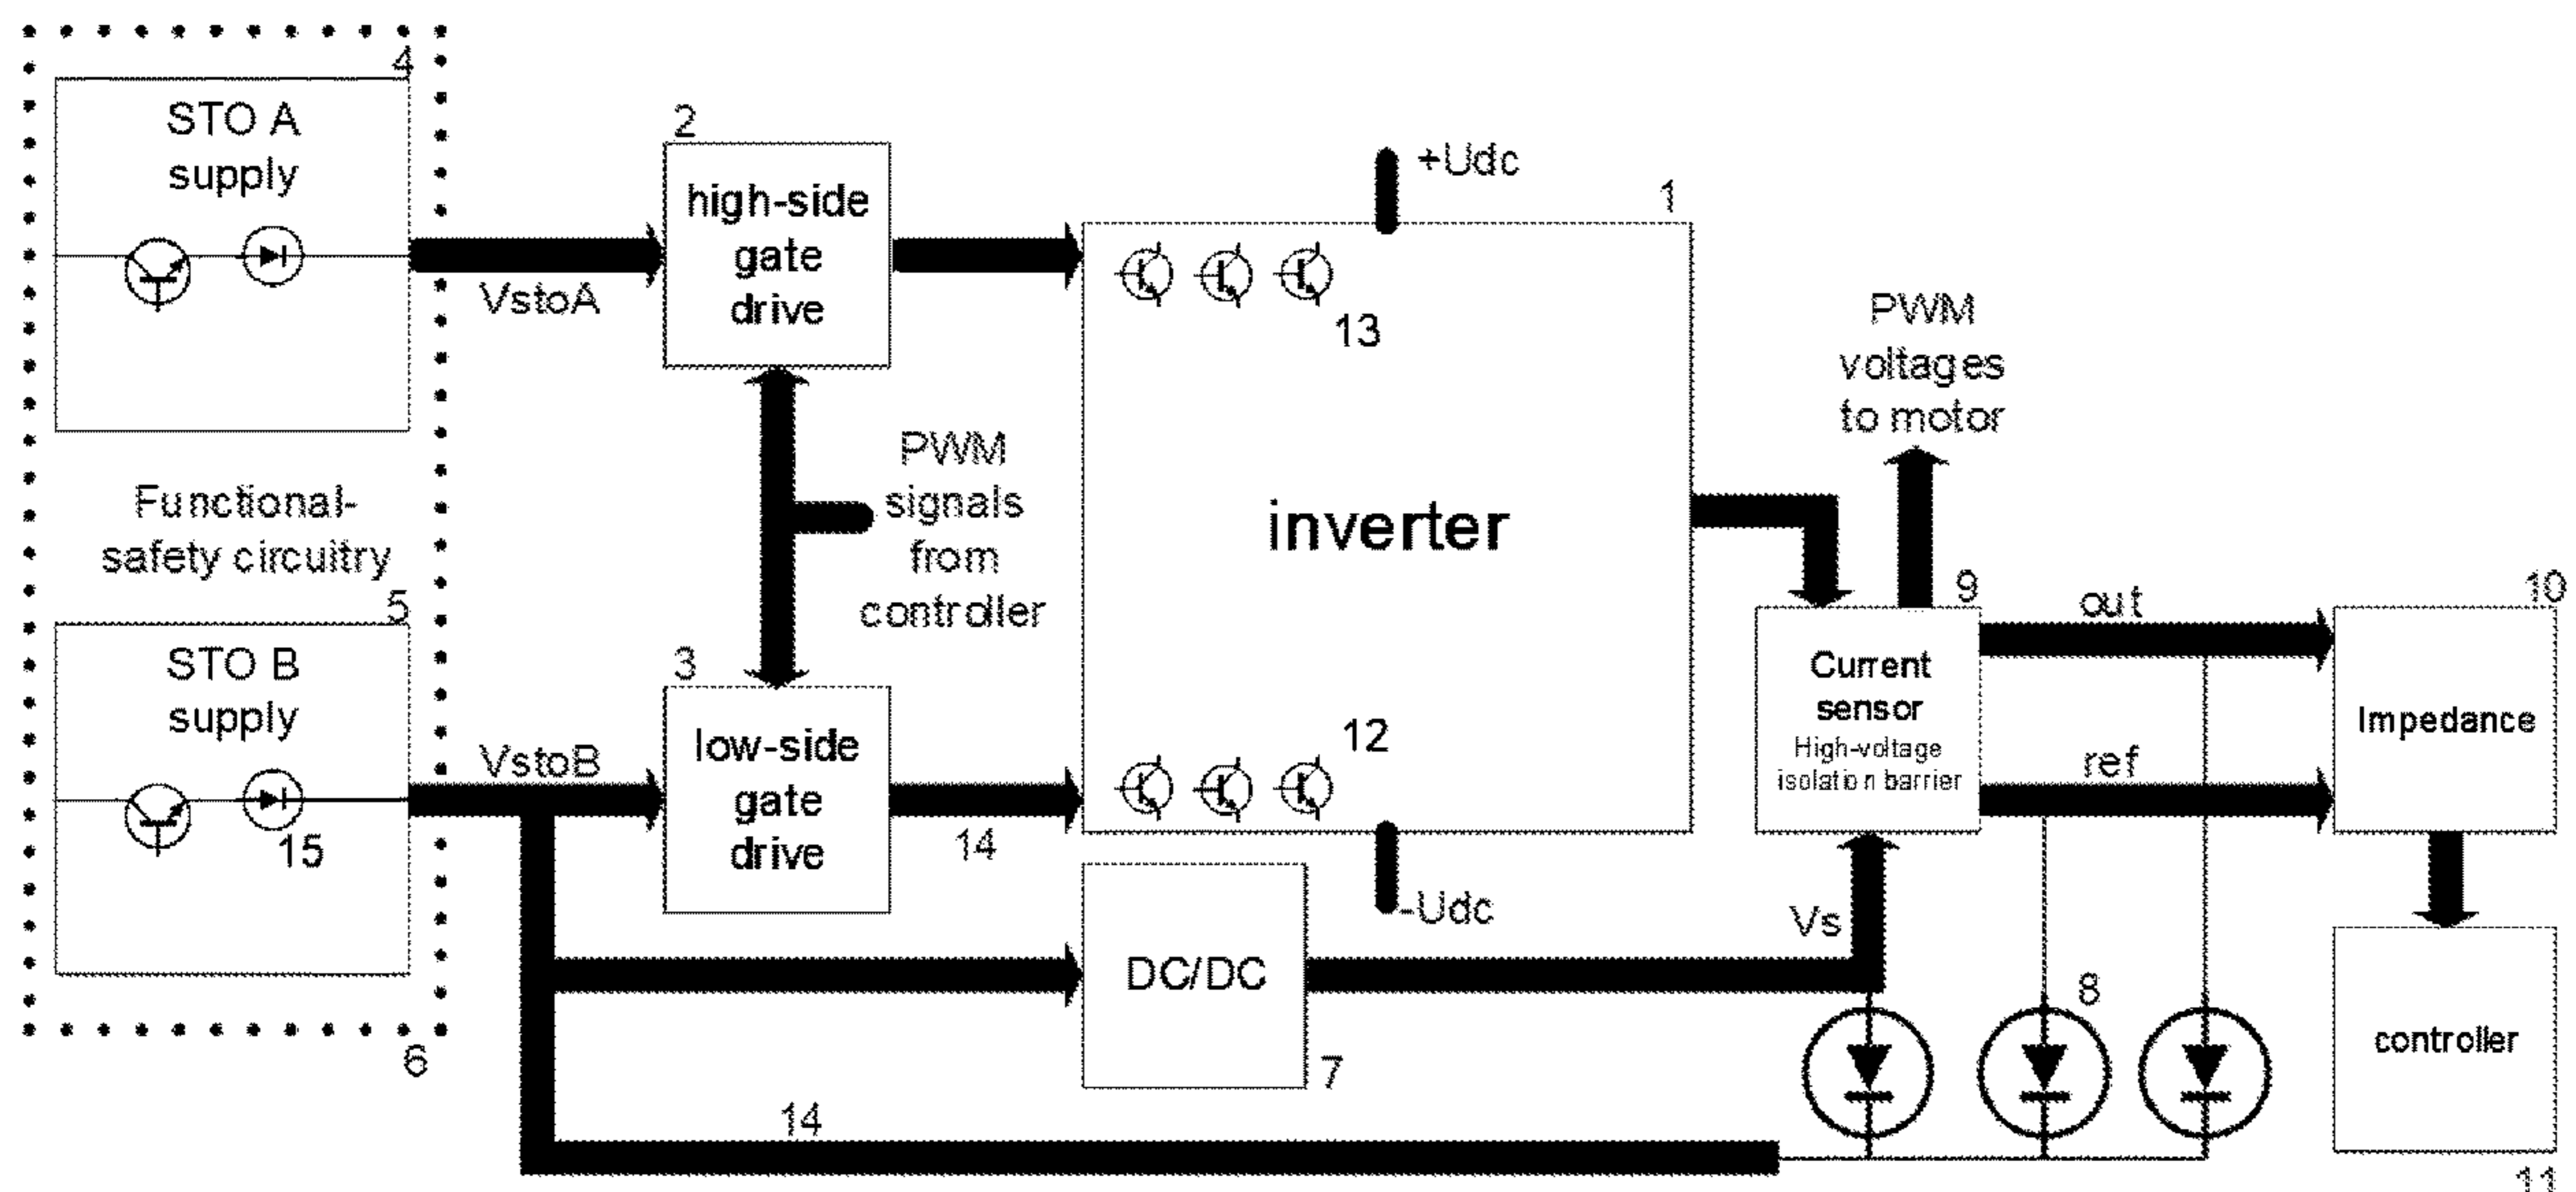 4
STO A
supply
2
high-side
gate
drive
+Udc
1
VstoA
13
PWM
voltages
to motor
Functional-
safety circuitry
PWM
signals
from
controller
inverter
5
STO B
supply
15
6
VstoB
3
low-side
gate
drive
14
12
-Udc
9
Current
sensor
High-voltage
isolation barrier
out
ref
10
Impedance
Vs
DC/DC
7
8
controller
11
14